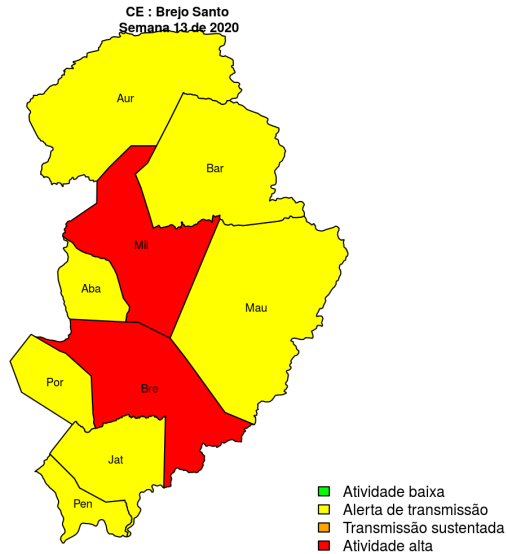 CE : Brejo Santo
Semana 13 de 2020
Aur
Bar
Mil
Aba
Mau
Por
Bre
Jat
Pen
Atividade baixa
Alerta de transmissão
Transmissão sustentada
Atividade alta